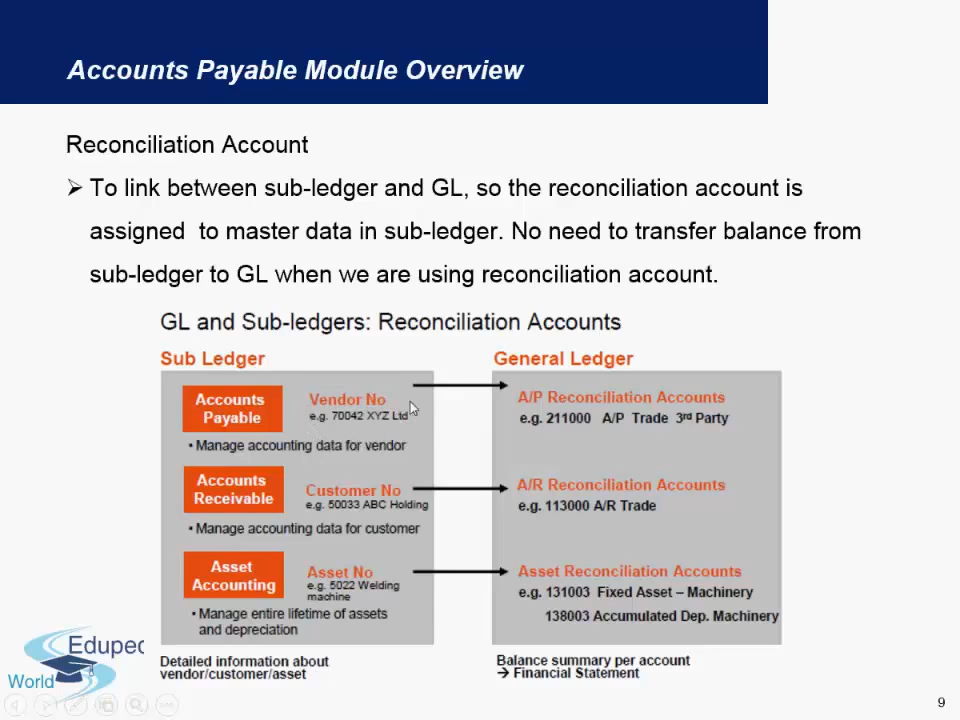 Accounts Payable Module Overview
Reconciliation Account
➢ To link between sub-ledger and GL, so the reconciliation account is
assigned to master data in sub-ledger. No need to transfer balance from
sub-ledger to GL when we are using reconciliation account.
GL and Sub-ledgers: Reconciliation Accounts
Sub Ledger
Accounts
Payable
Vendor No
e.g. 70042 XYZ Ltd
• Manage accounting data for vendor
Accounts
Receivable
Customer No
e.g. 50033 ABC Holding
• Manage accounting data for customer
Asset
Accounting
Asset No
e.g. 5022 Welding
machine
• Manage entire lifetime of assets
and depreciation
Detailed information about
vendor/customer/asset
General Ledger
A/P Reconciliation Accounts
e.g. 211000 A/P Trade 3rd Party
A/R Reconciliation Accounts
e.g. 113000 A/R Trade
Asset Reconciliation Accounts
e.g. 131003 Fixed Asset – Machinery
138003 Accumulated Dep. Machinery
Balance summary per account
→ Financial Statement
Edupec
World
9